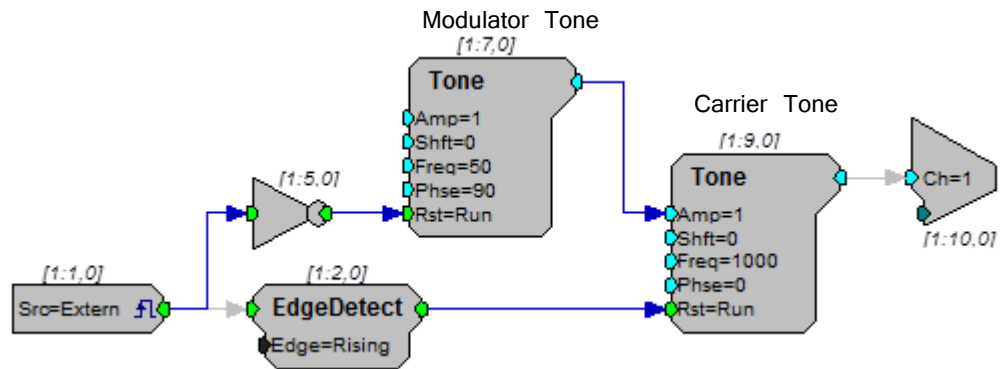 Modulator Tone
[1:7,0]
Tone
Amp=1
Shft=0
Freq=50
Phse=90
Rst=Run
Carrier Tone
[1:9,0]
Tone
Amp=1
Shft=0
Freq=1000
Phse=0
Rst=Run
Ch=1
[1:10,0]
[1:5,0]
[1:1,0]
Src=Extern
[1:2,0]
EdgeDetect
Edge=Rising